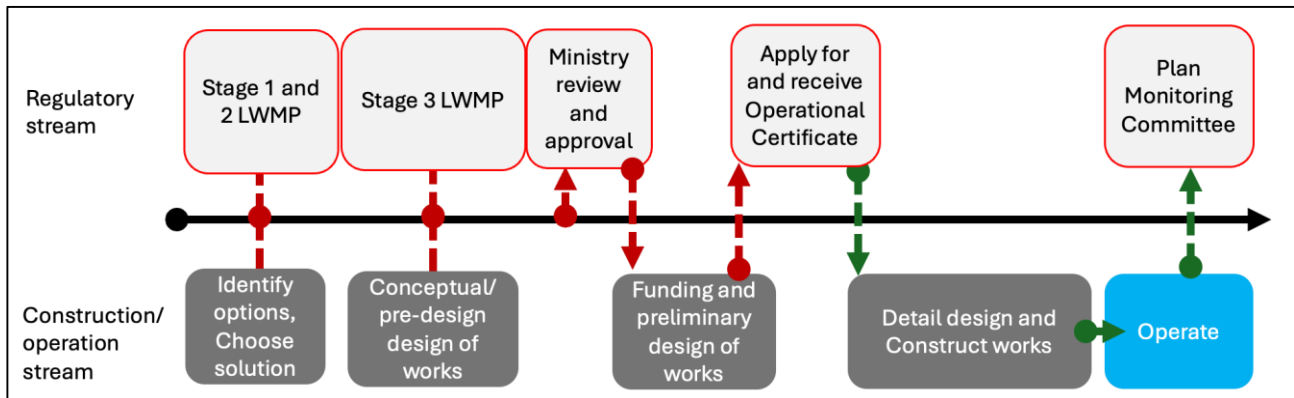 Regulatory
stream
Stage 1 and
2 LWMP
Stage 3 LWMP
Ministry
review
and
approval
Apply for
and receive
Operational
Certificate
Plan
Monitoring
Committee
Construction/
operation
stream
Identify
options,
Choose
solution
Conceptual/
pre-design
design of
works
Funding and
preliminary
design of
works
Detail design and
Construct works
Operate